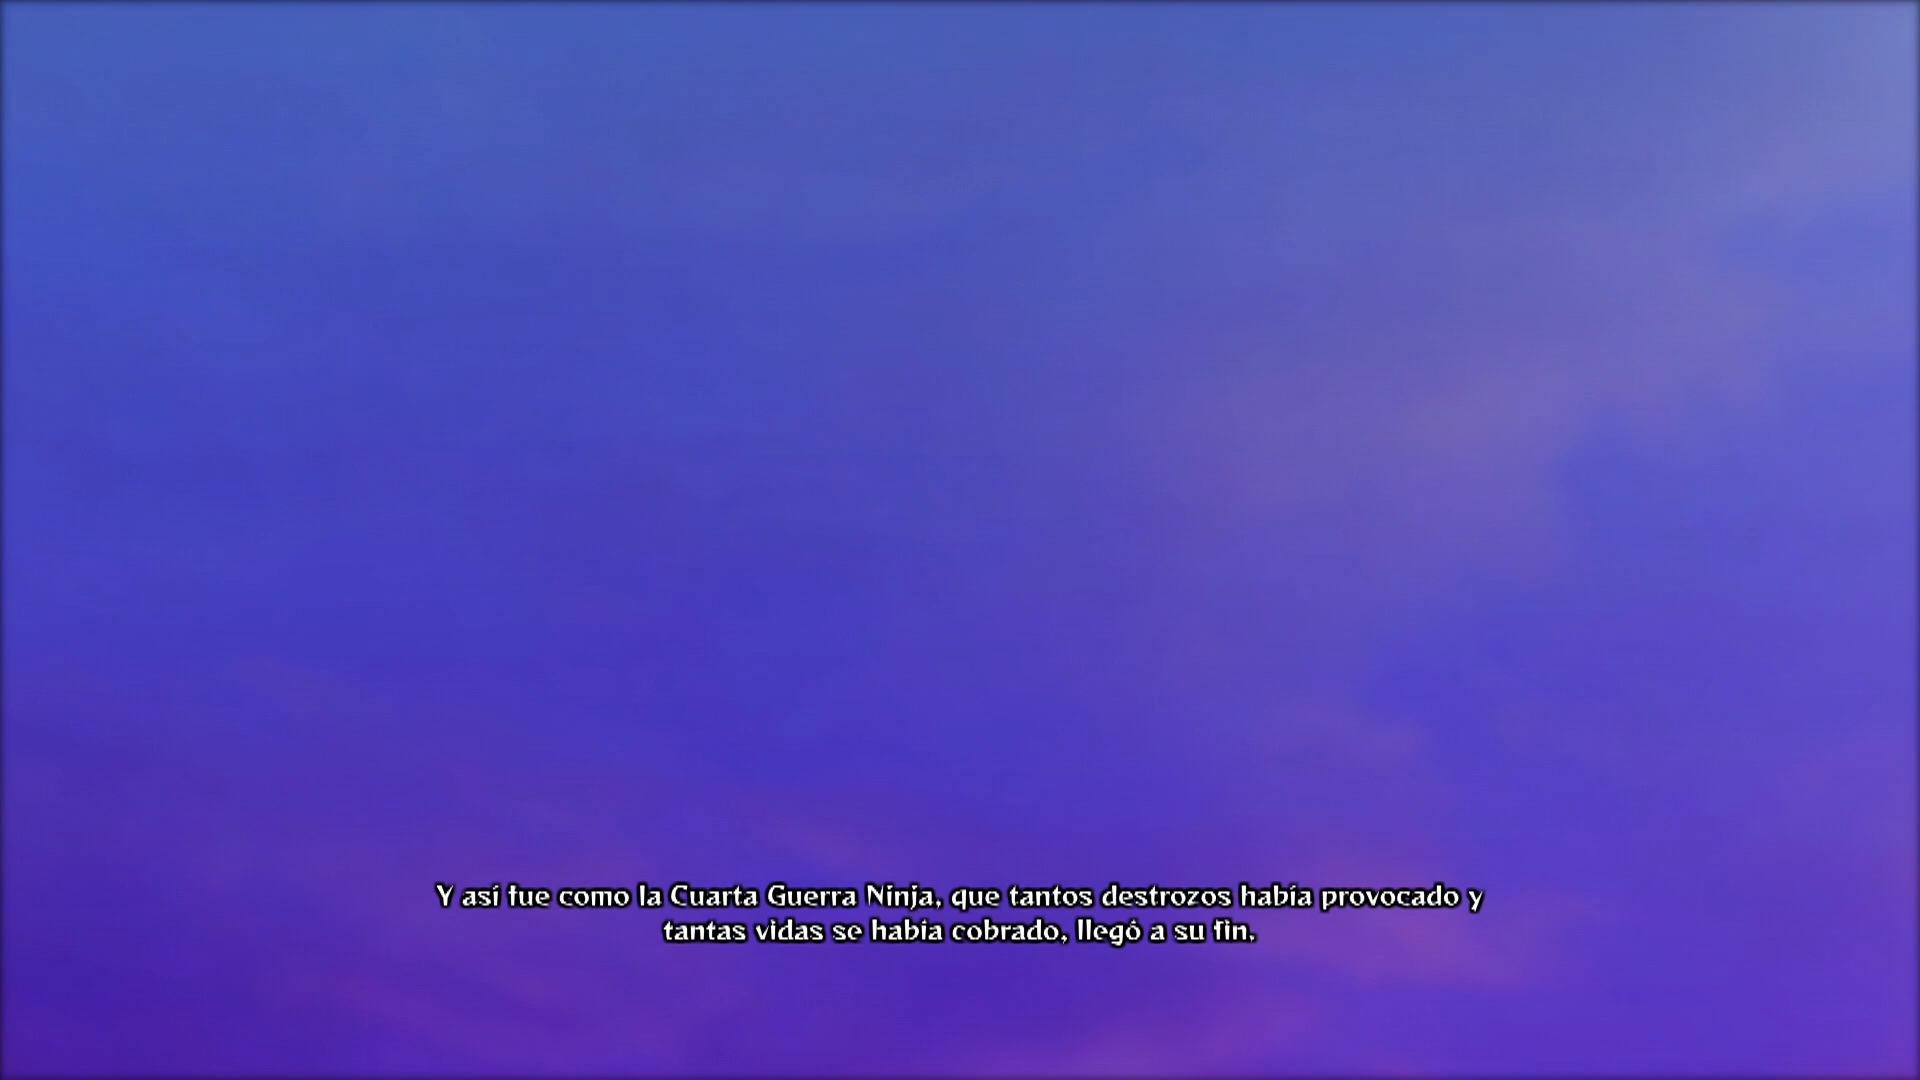 Y así fue como la Cuarta Guerra Ninja, que tantos destrozos había provocado y
tantas vidas se había cobrado, llegó a su fin.